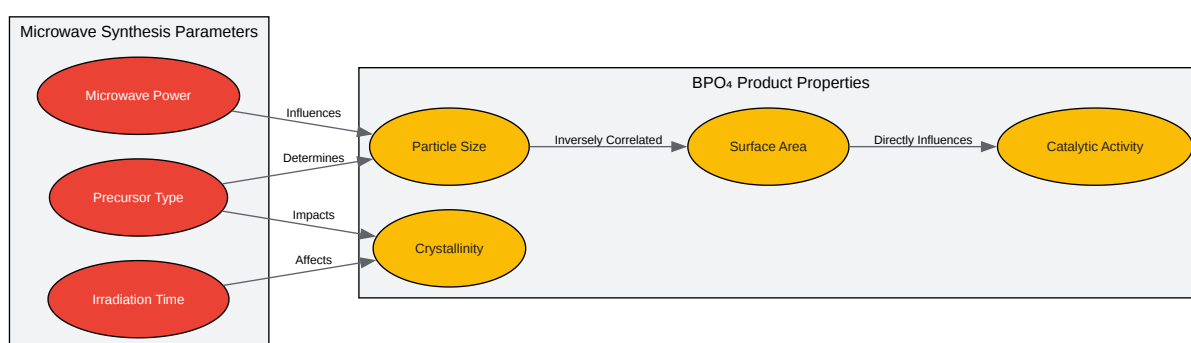 Microwave Synthesis Parameters
Microwave Power
Precursor Type
Irradiation Time
Influences
Determines
Impacts
Affects
BPO₄ Product Properties
Particle Size
Inversely Correlated
Surface Area
Directly Influences
Catalytic Activity
Crystallinity